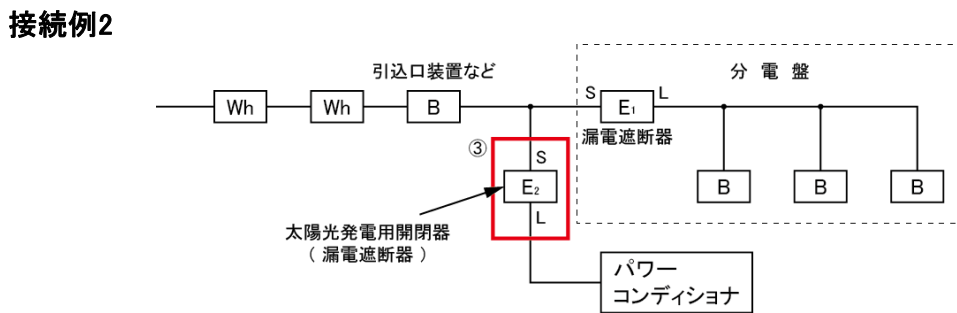 接続例2
引込口装置など
分電盤
Wh
Wh
B
S
E₁
L
漏電遮断器
③
S
E₂
L
B
B
B
太陽光発電用開閉器
（漏電遮断器）
パワー
コンディショナ